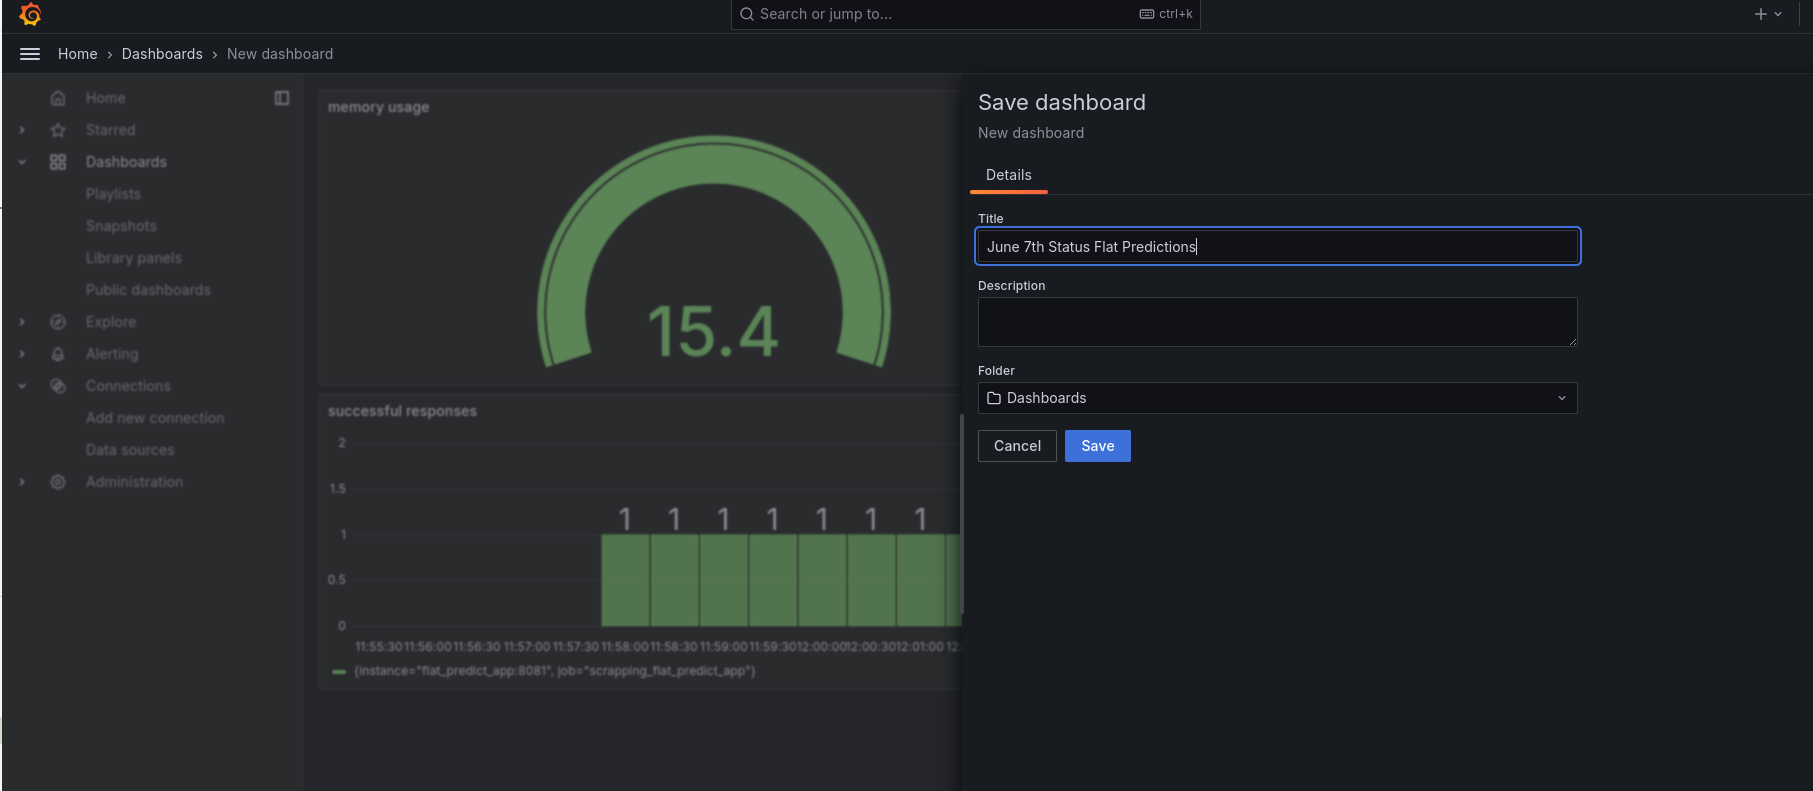 Search or jump to...
ctrl+k
Home › Dashboards › New dashboard
Home
Starred
Dashboards
Playlists
Snapshots
Library panels
Public dashboards
Explore
Alerting
Connections
Add new connection
Data sources
Administration
memory usage
15.4
successful responses
2
1.5
1
0.5
0
1 1 1 1 1 1 1
11:55:30 11:56:00 11:56:30 11:57:00 11:57:30 11:58:00 11:58:30 11:59:00 11:59:30 12:00:00 12:00:30 12:01:00 12:
{instance="flat_predict_app:8081", job="scrapping_flat_predict_app"}
Save dashboard
New dashboard
Details
Title
June 7th Status Flat Predictions
Description
Folder
Dashboards
Cancel
Save